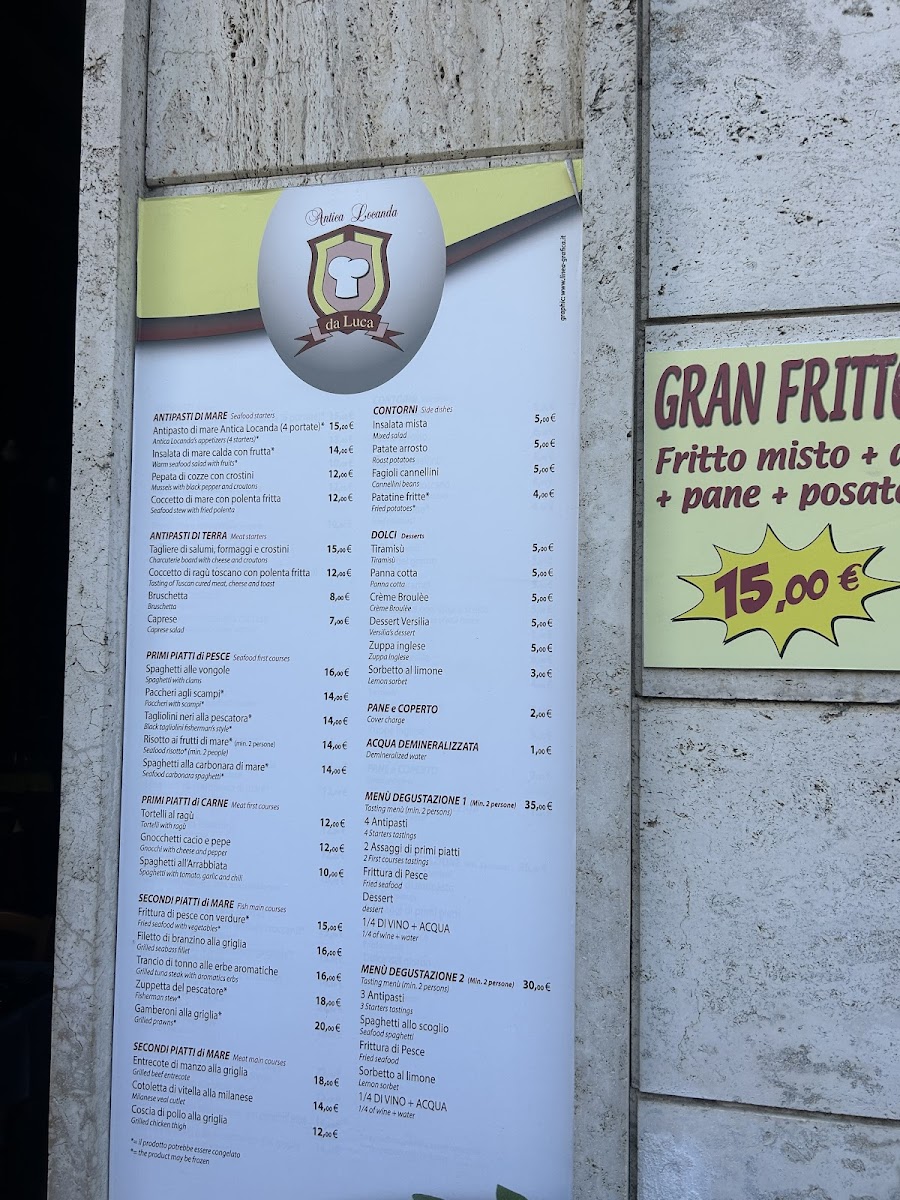 Antica Locanda
da Luca
graphic: www.linea-grafica.it
ANTIPASTI DI MARE Seafood starters
Antipasto di mare Antica Locanda (4 portate)* 15,00 €
Antica Locanda's appetizers (4 starters)*
Insalata di mare calda con frutta* 14,00 €
Warm seafood salad with fruits*
Pepata di cozze con crostini 12,00 €
Mussels with black pepper and croutons
Coccetto di mare con polenta fritta 12,00 €
Seafood stew with fried polenta
ANTIPASTI DI TERRA Meat starters
Tagliere di salumi, formaggi e crostini 15,00 €
Charcuterie board with cheese and croutons
Coccetto di ragù toscano con polenta fritta 12,00 €
Tasting of Tuscan cured meat, cheese and toast
Bruschetta 8,00 €
Bruschetta
Caprese 7,00 €
Caprese salad
PRIMI PIATTI di PESCE Seafood first courses
Spaghetti alle vongole 16,00 €
Spaghetti with clams
Paccheri agli scampi* 14,00 €
Paccheri with scampi*
Tagliolini neri alla pescatora* 14,00 €
Black tagliolini fisherman's style*
Risotto ai frutti di mare* (min. 2 persone) 14,00 €
Seafood risotto* (min. 2 people)
Spaghetti alla carbonara di mare* 14,00 €
Seafood carbonara spaghetti*
PRIMI PIATTI di CARNE Meat first courses
Tortelli al ragù 12,00 €
Tortelli with ragù
Gnocchetti cacio e pepe 12,00 €
Gnocchi with cheese and pepper
Spaghetti all'Arrabbiata 10,00 €
Spaghetti with tomato, garlic and chili
SECONDI PIATTI di MARE Fish main courses
Frittura di pesce con verdure* 15,00 €
Fried seafood with vegetables*
Filetto di branzino alla griglia 16,00 €
Grilled seabass fillet
Trancio di tonno alle erbe aromatiche 16,00 €
Grilled tuna steak with aromatics erbs
Zuppetta del pescatore* 18,00 €
Fisherman stew*
Gamberoni alla griglia* 20,00 €
Grilled prawns*
SECONDI PIATTI di MARE Meat main courses
Entrecote di manzo alla griglia 18,00 €
Grilled beef entrecote
Cotoletta di vitella alla milanese 14,00 €
Milanese veal cutlet
Coscia di pollo alla griglia 12,00 €
Grilled chicken thigh
*= il prodotto potrebbe essere congelato
*= the product may be frozen
CONTORNI Side dishes
Insalata mista 5,00 €
Mixed salad
Patate arrosto 5,00 €
Roast potatoes
Fagioli cannellini 5,00 €
Cannellini beans
Patatine fritte* 4,00 €
Fried potatoes*
DOLCI Desserts
Tiramisù 5,00 €
Tiramisù
Panna cotta 5,00 €
Panna cotta
Crème Broulèe 5,00 €
Crème Broulèe
Dessert Versilia 5,00 €
Versilia's dessert
Zuppa inglese 5,00 €
Zuppa Inglese
Sorbetto al limone 3,00 €
Lemon sorbet
PANE e COPERTO 2,00 €
Cover charge
ACQUA DEMINERALIZZATA 1,00 €
Demineralized water
MENÙ DEGUSTAZIONE 1 (Min. 2 persone) 35,00 €
Tasting menù (min. 2 persons)
4 Antipasti
4 Starters tastings
2 Assaggi di primi piatti
2 First courses tastings
Frittura di Pesce
Fried seafood
Dessert
dessert
1/4 DI VINO + ACQUA
1/4 of wine + water
MENÙ DEGUSTAZIONE 2 (Min. 2 persone) 30,00 €
Tasting menù (min. 2 persons)
3 Antipasti
3 Starters tastings
Spaghetti allo scoglio
Seafood spaghetti
Frittura di Pesce
Fried seafood
Sorbetto al limone
Lemon sorbet
1/4 DI VINO + ACQUA
1/4 of wine + water
GRAN FRITTO
Fritto misto +
+ pane + posate
15,00 €